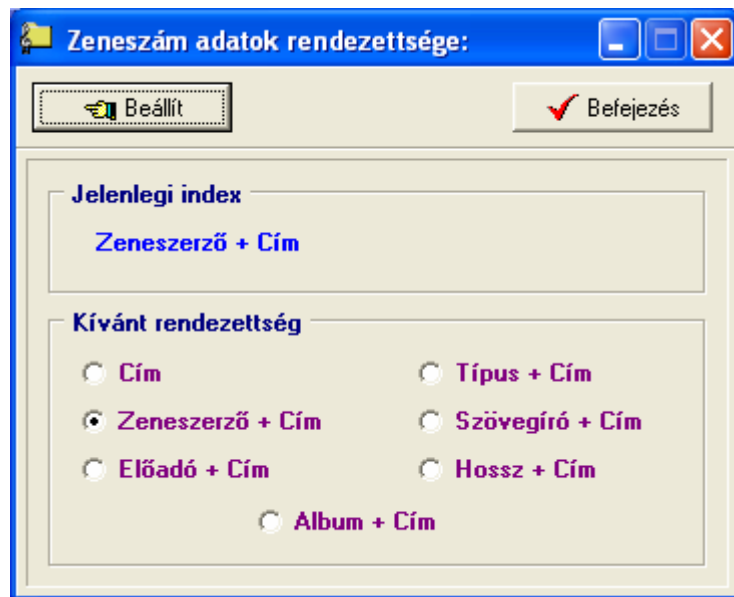 Zeneszám adatok rendezettsége:
Beállít
Befejezés
Jelenlegi index
Zeneszerző + Cím
Kívánt rendezettség
Cím
Típus + Cím
Zeneszerző + Cím
Szövegíró + Cím
Előadó + Cím
Hossz + Cím
Album + Cím